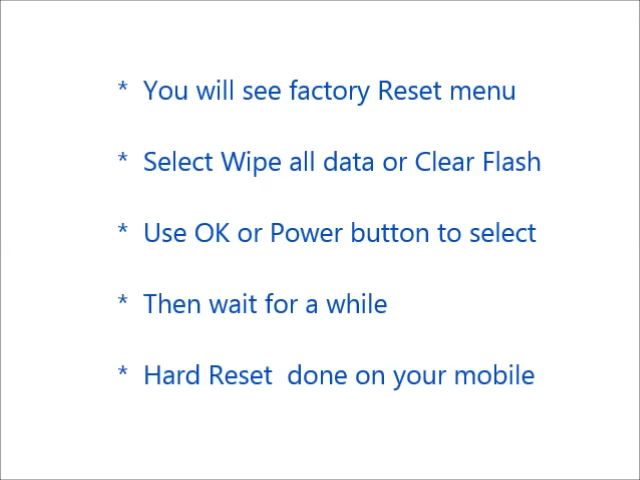 * You will see factory Reset menu
* Select Wipe all data or Clear Flash
* Use OK or Power button to select
* Then wait for a while
* Hard Reset  done on your mobile